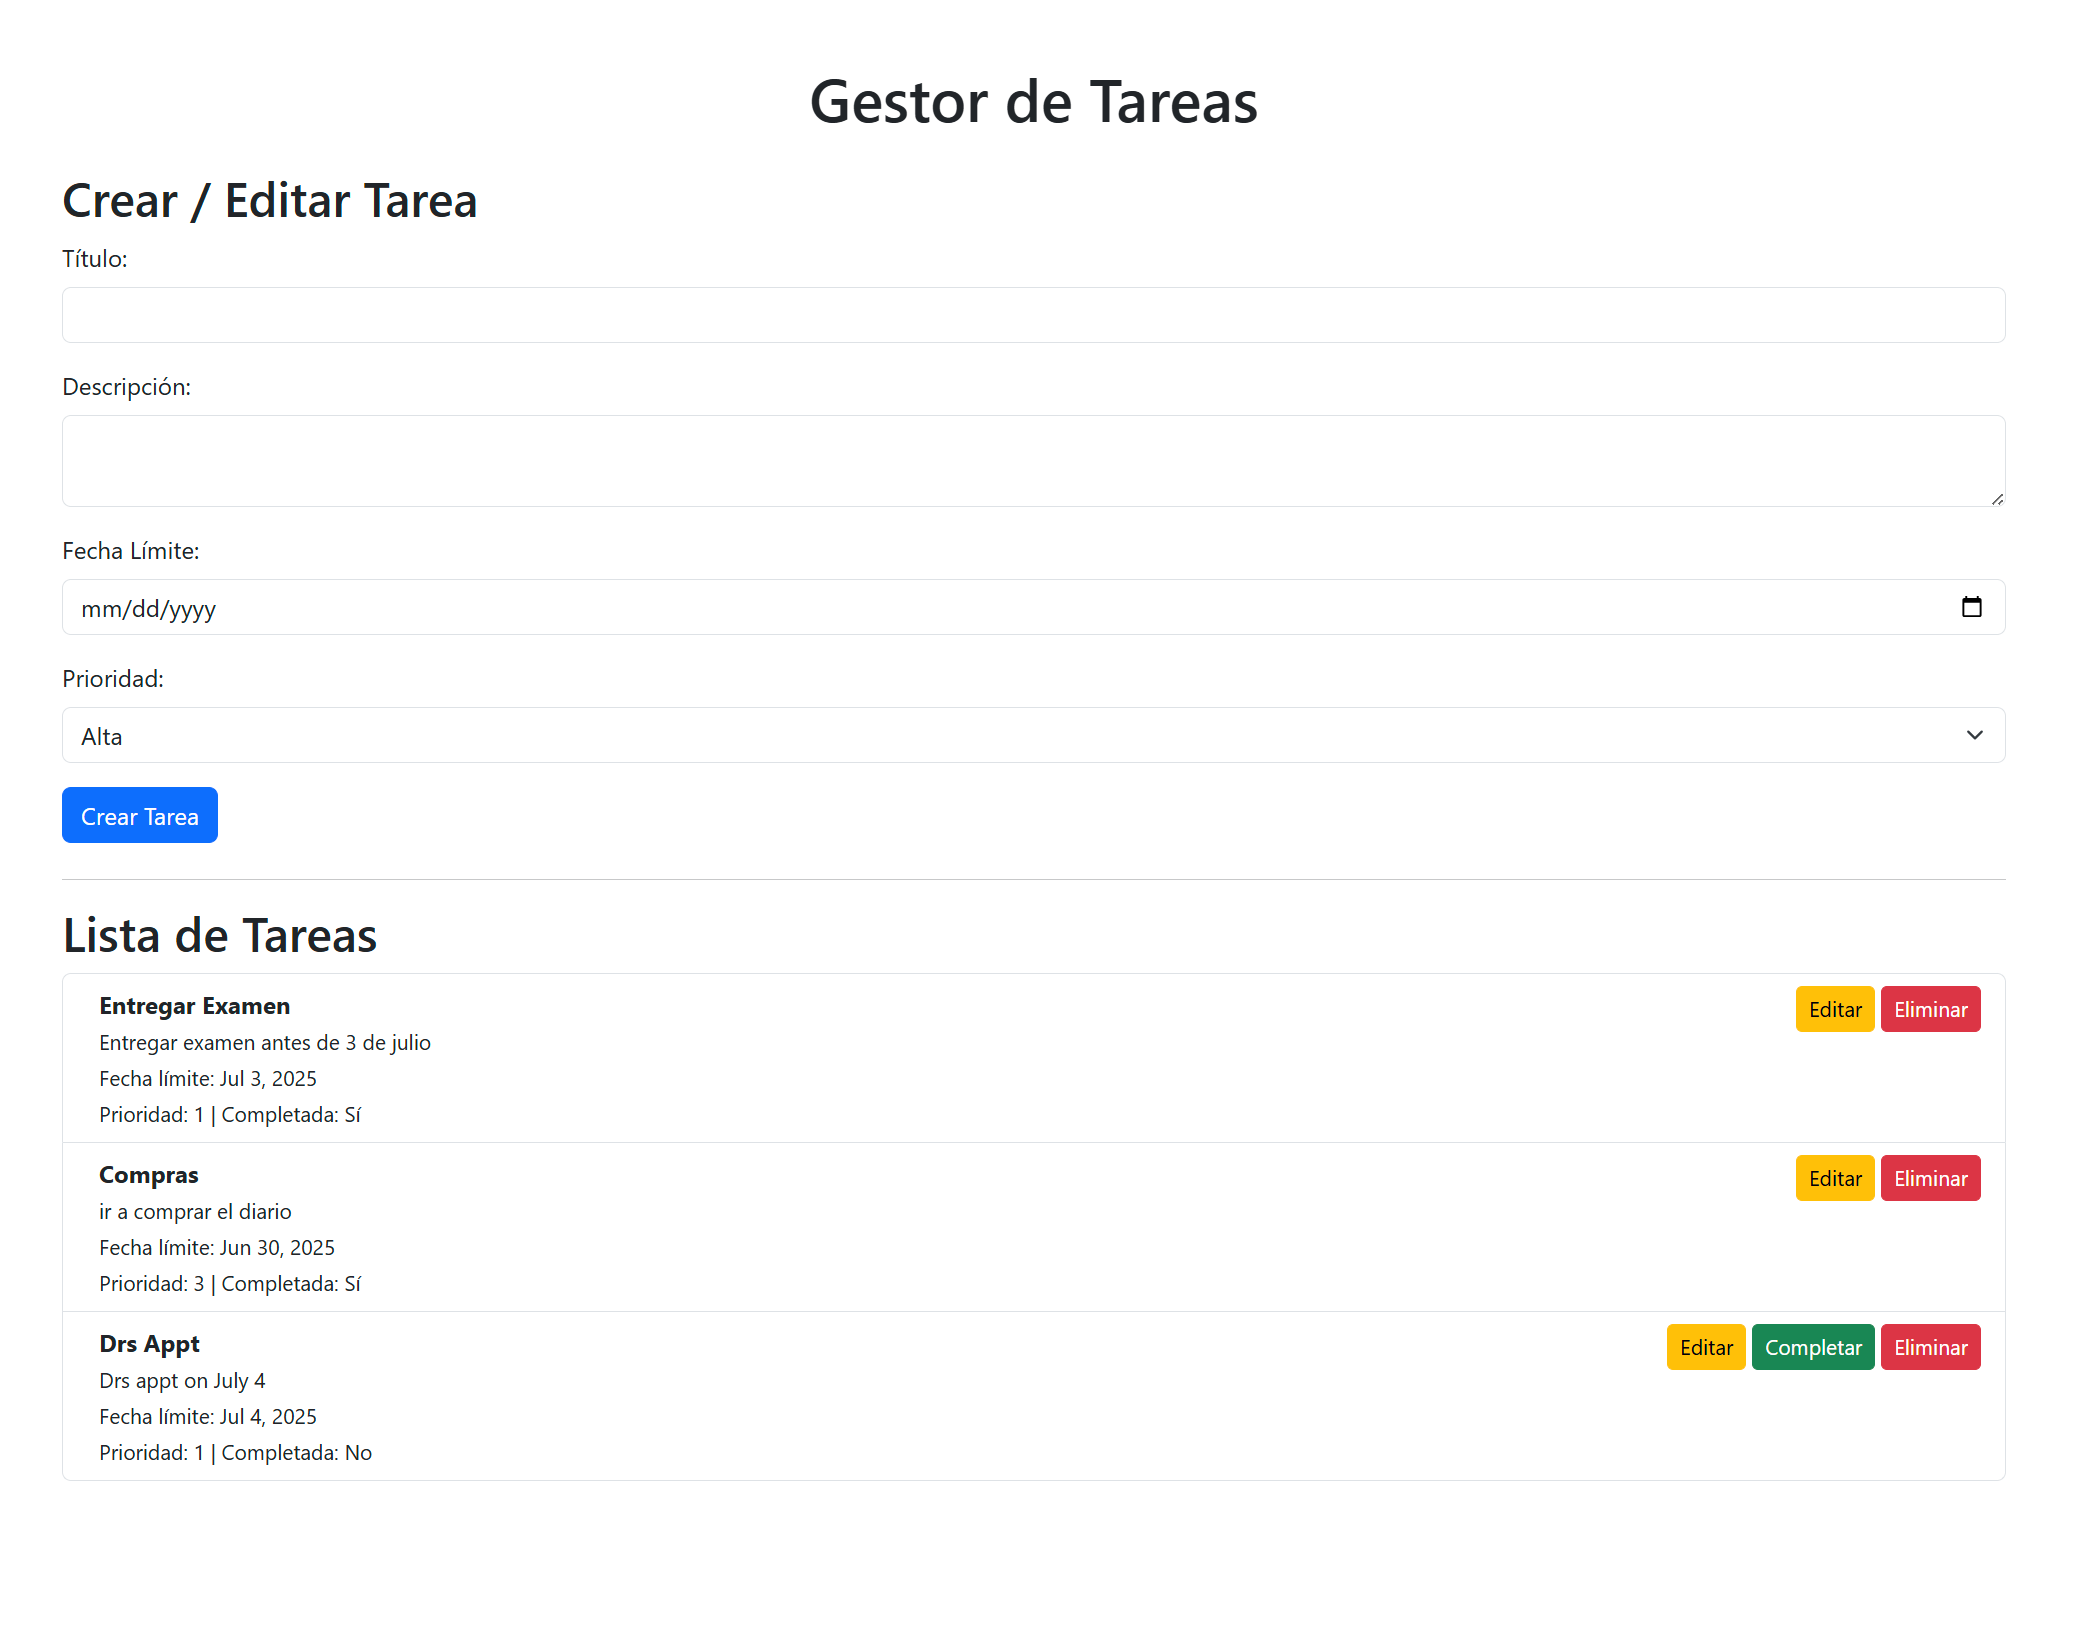 Gestor de Tareas
Crear / Editar Tarea
Título:
Descripción:
Fecha Límite:
mm/dd/yyyy
Prioridad:
Alta
Crear Tarea
Lista de Tareas
Entregar Examen
Editar Eliminar
Entregar examen antes de 3 de julio
Fecha límite: Jul 3, 2025
Prioridad: 1 | Completada: Sí
Compras
Editar Eliminar
ir a comprar el diario
Fecha límite: Jun 30, 2025
Prioridad: 3 | Completada: Sí
Drs Appt
Editar Completar Eliminar
Drs appt on July 4
Fecha límite: Jul 4, 2025
Prioridad: 1 | Completada: No